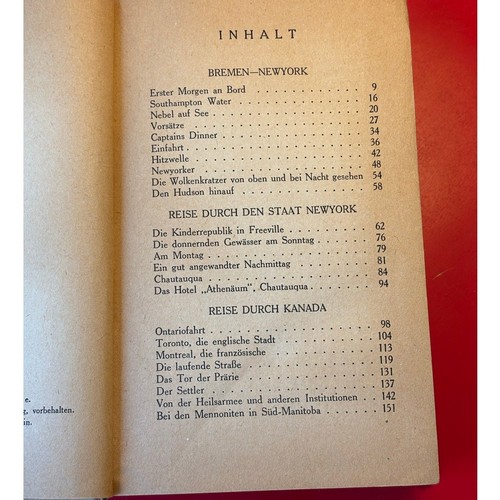 INHALT
BREMEN—NEWYORK
Erster Morgen an Bord . . . . . . . . . . . . . 9
Southampton Water . . . . . . . . . . . . . . 16
Nebel auf See . . . . . . . . . . . . . . . . 20
Vorsätze . . . . . . . . . . . . . . . . . . 27
Captains Dinner . . . . . . . . . . . . . . . 34
Einfahrt . . . . . . . . . . . . . . . . . . 36
Hitzwelle . . . . . . . . . . . . . . . . . . 42
Newyorker . . . . . . . . . . . . . . . . . 48
Die Wolkenkratzer von oben und bei Nacht gesehen 54
Den Hudson hinauf . . . . . . . . . . . . . . 58
REISE DURCH DEN STAAT NEWYORK
Die Kinderrepublik in Freeville . . . . . . . . 62
Die donnernden Gewässer am Sonntag . . . . . . 76
Am Montag . . . . . . . . . . . . . . . . . 79
Ein gut angewandter Nachmittag . . . . . . . . 81
Chautauqua . . . . . . . . . . . . . . . . . 84
Das Hotel „Athenäum", Chautauqua . . . . . . . 94
REISE DURCH KANADA
Ontariofahrt . . . . . . . . . . . . . . . . 98
Toronto, die englische Stadt . . . . . . . . . 104
Montreal, die französische . . . . . . . . . . 113
Die laufende Straße . . . . . . . . . . . . . 119
Das Tor der Prärie . . . . . . . . . . . . . 131
Der Settler . . . . . . . . . . . . . . . . . 137
Von der Heilsarmee und anderen Institutionen . . 142
Bei den Mennoniten in Süd-Manitoba . . . . . . 151
e.
vorbehalten.